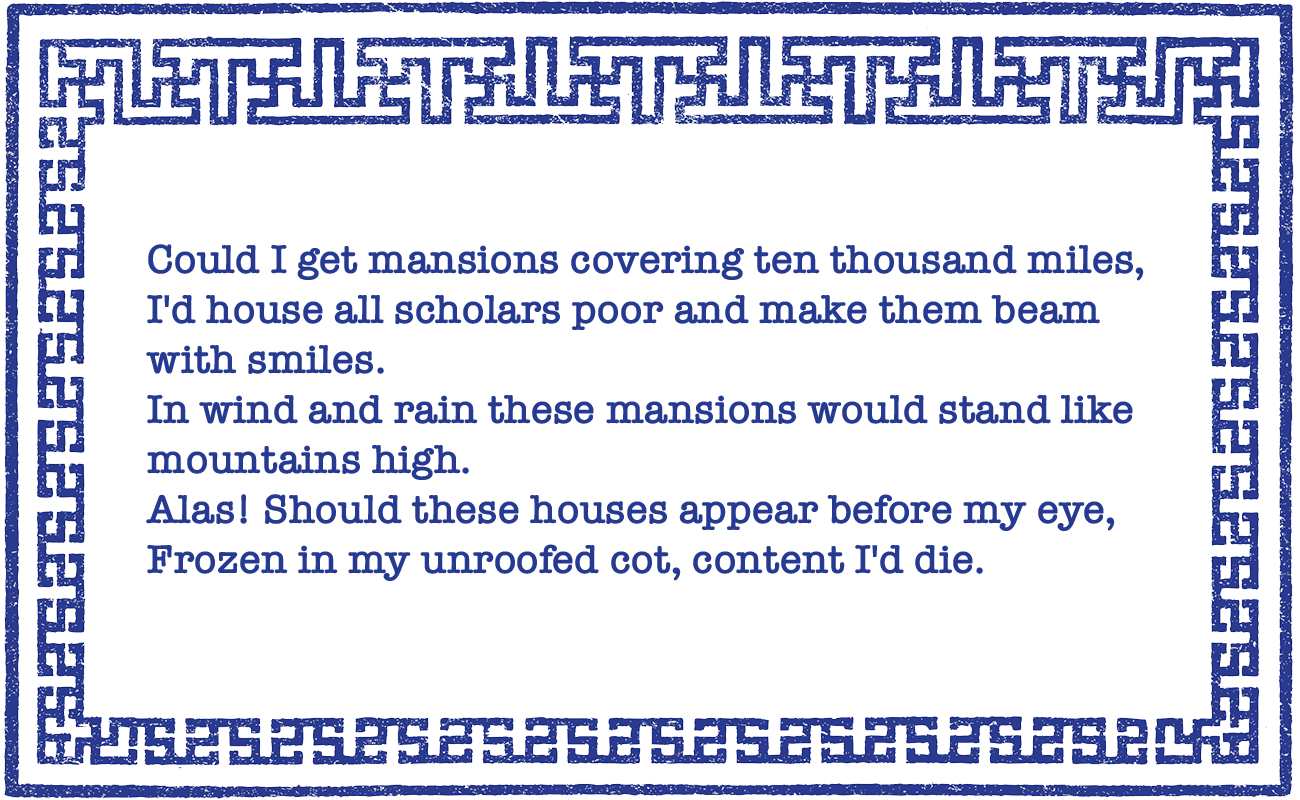 Could I get mansions covering ten thousand miles,
I'd house all scholars poor and make them beam
with smiles.
In wind and rain these mansions would stand like
mountains high.
Alas! Should these houses appear before my eye,
Frozen in my unroofed cot, content I'd die.